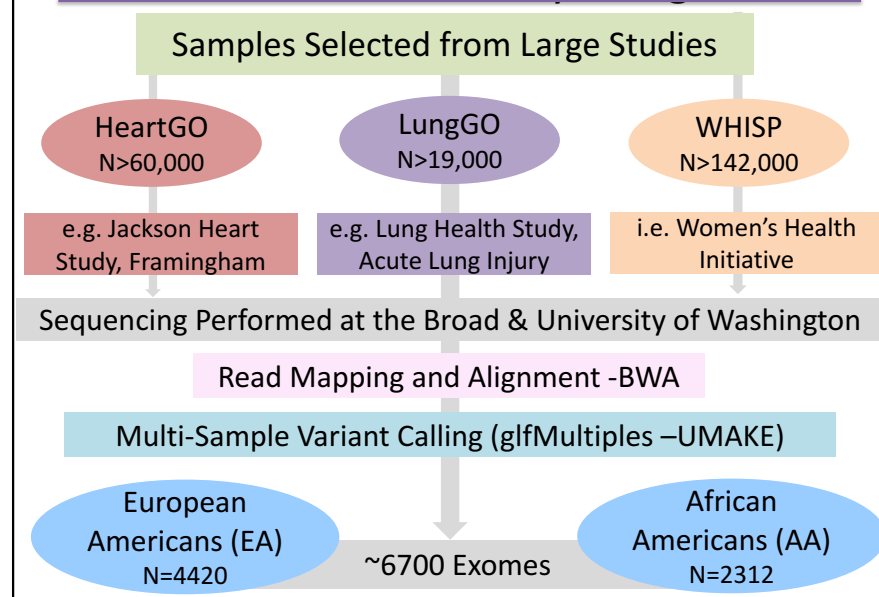 Samples Selected from Large Studies
HeartGO
N>60,000
LungGO
N>19,000
WHISP
N>142,000
e.g. Jackson Heart
Study, Framingham
e.g. Lung Health Study,
Acute Lung Injury
i.e. Women’s Health
Initiative
Sequencing Performed at the Broad & University of Washington
Read Mapping and Alignment -BWA
Multi-Sample Variant Calling (glfMultiples –UMAKE)
European
Americans (EA)
N=4420
~6700 Exomes
African
Americans (AA)
N=2312